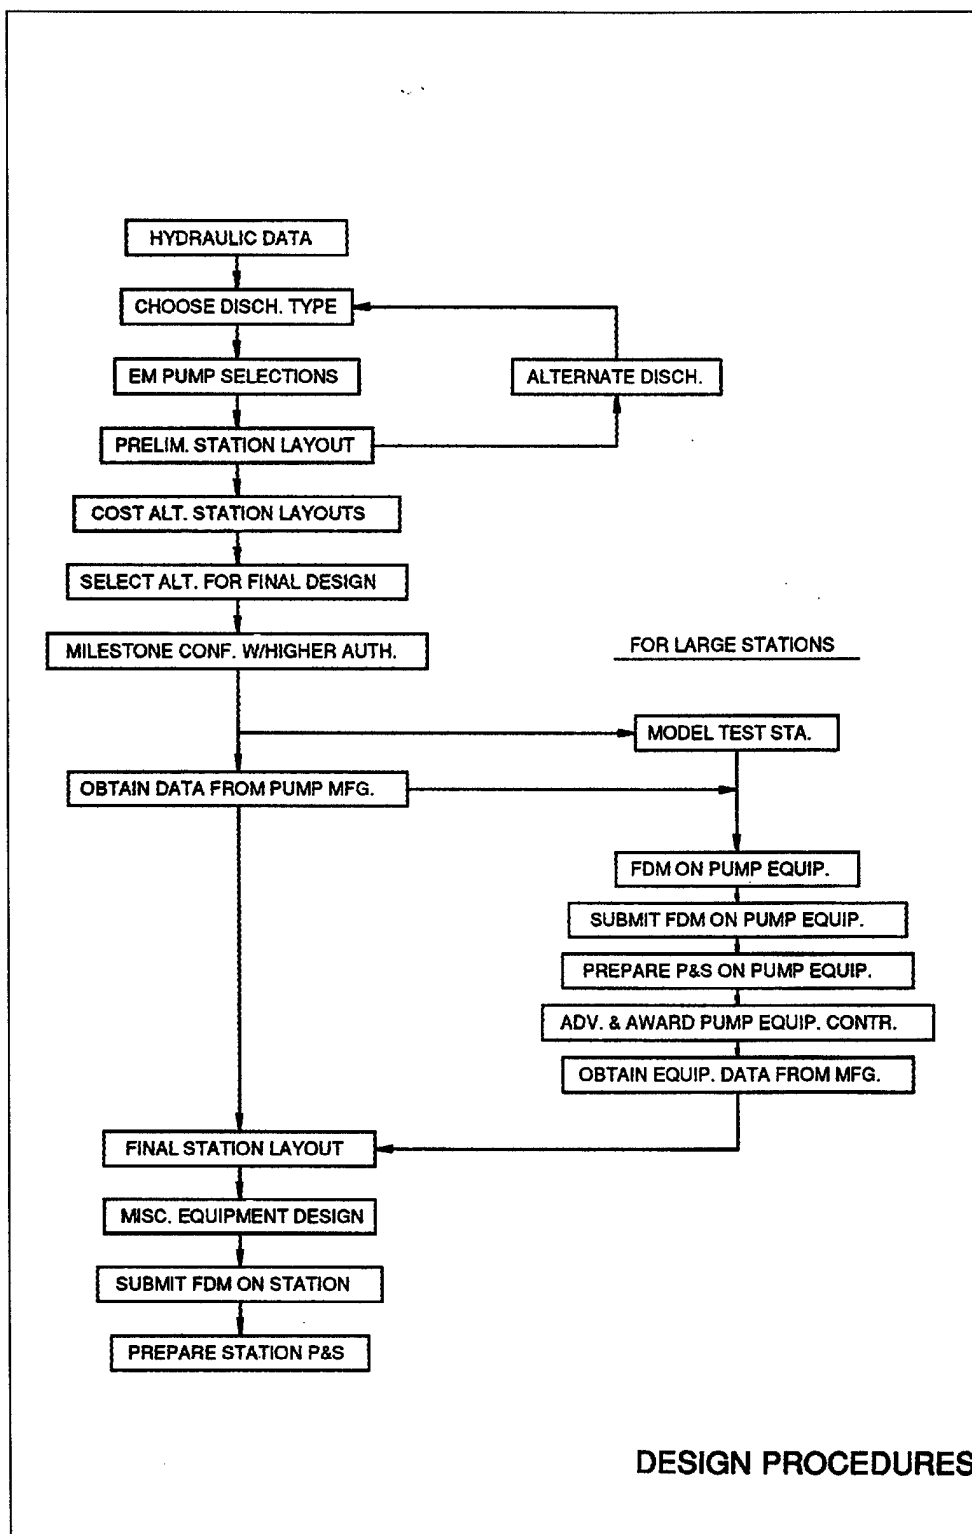 HYDRAULIC DATA
CHOOSE DISCH. TYPE
EM PUMP SELECTIONS
ALTERNATE DISCH.
PRELIM. STATION LAYOUT
COST ALT. STATION LAYOUTS
SELECT ALT. FOR FINAL DESIGN
MILESTONE CONF. W/HIGHER AUTH.
FOR LARGE STATIONS
MODEL TEST STA.
OBTAIN DATA FROM PUMP MFG.
FDM ON PUMP EQUIP.
SUBMIT FDM ON PUMP EQUIP.
PREPARE P&S ON PUMP EQUIP.
ADV. & AWARD PUMP EQUIP. CONTR.
OBTAIN EQUIP. DATA FROM MFG.
FINAL STATION LAYOUT
MISC. EQUIPMENT DESIGN
SUBMIT FDM ON STATION
PREPARE STATION P&S
DESIGN PROCEDURES